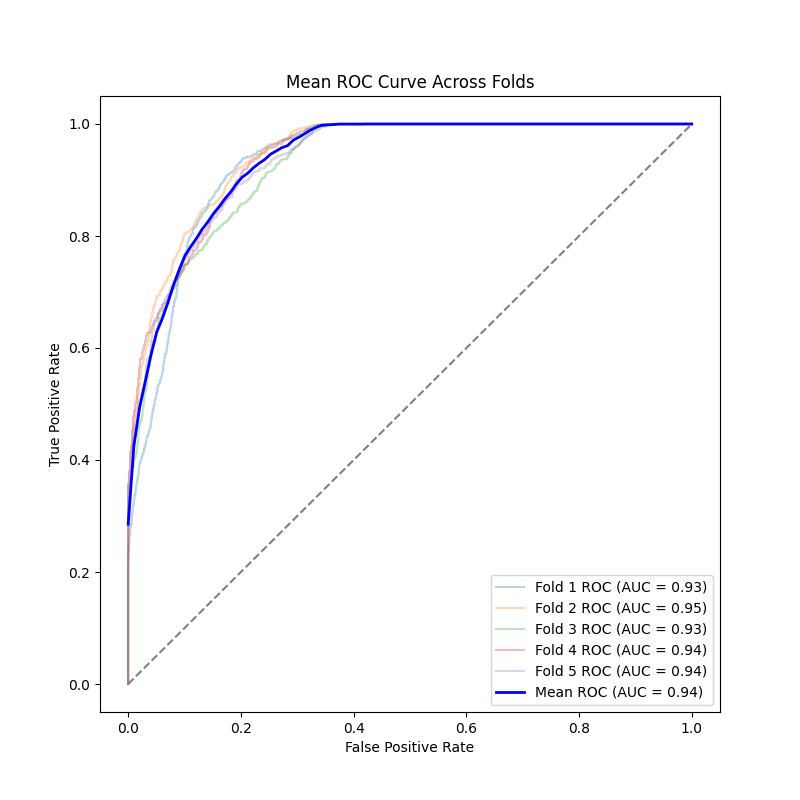 Mean ROC Curve Across Folds
True Positive Rate
1.0
0.8
0.6
0.4
0.2
0.0
Fold 1 ROC (AUC = 0.93)
Fold 2 ROC (AUC = 0.95)
Fold 3 ROC (AUC = 0.93)
Fold 4 ROC (AUC = 0.94)
Fold 5 ROC (AUC = 0.94)
Mean ROC (AUC = 0.94)
0.0 0.2 0.4 0.6 0.8 1.0
False Positive Rate